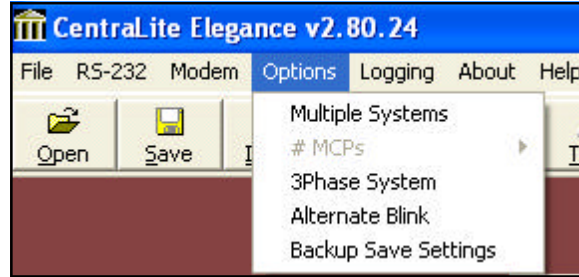 CentraLite Elegance v2.80.24
File RS-232 Modem Options Logging About Help
Open Save
Multiple Systems
# MCPs
3Phase System
Alternate Blink
Backup Save Settings